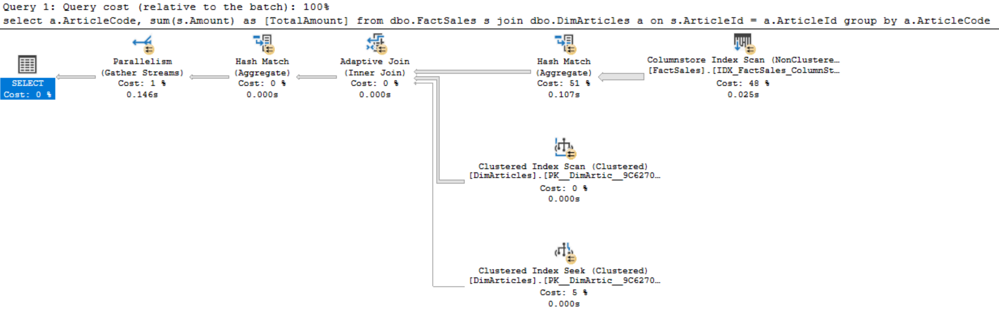 Query 1: Query cost (relative to the batch): 100%
select a.ArticleCode, sum(s.Amount) as [TotalAmount] from dbo.FactSales s join dbo.DimArticles a on s.ArticleId = a.ArticleId group by a.ArticleCode
SELECT
Cost: 0 %
Parallelism
(Gather Streams)
Cost: 1 %
0.146s
Hash Match
(Aggregate)
Cost: 0 %
0.000s
Adaptive Join
(Inner Join)
Cost: 0 %
0.000s
Hash Match
(Aggregate)
Cost: 51 %
0.107s
Columnstore Index Scan (NonClustere…
[FactSales].[IDX_FactSales_ColumnSt…
Cost: 48 %
0.025s
Clustered Index Scan (Clustered)
[DimArticles].[PK__DimArtic__9C6270…
Cost: 0 %
0.000s
Clustered Index Seek (Clustered)
[DimArticles].[PK__DimArtic__9C6270…
Cost: 5 %
0.000s